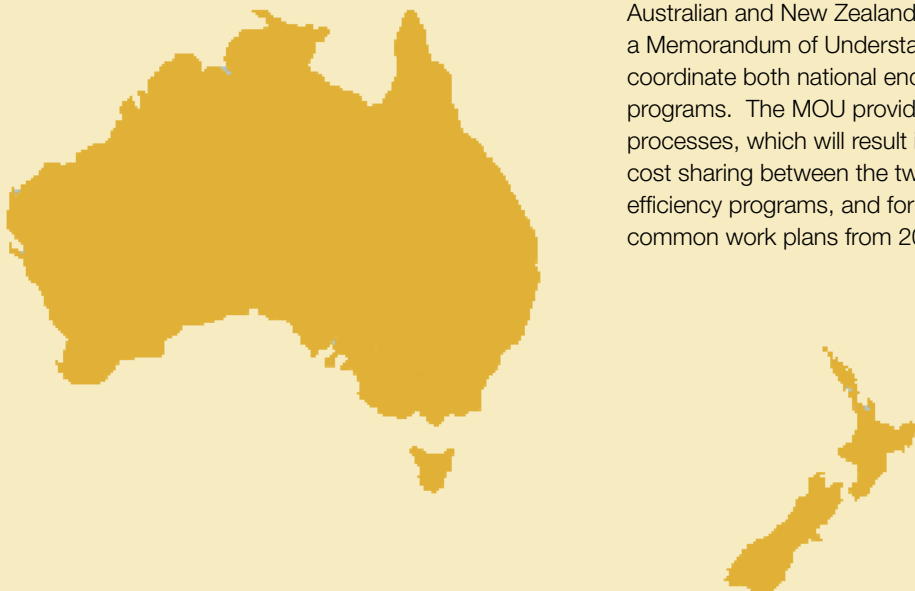 Australian and New Zealand
a Memorandum of Understa
coordinate both national end
programs. The MOU provid
processes, which will result i
cost sharing between the tw
efficiency programs, and for
common work plans from 20